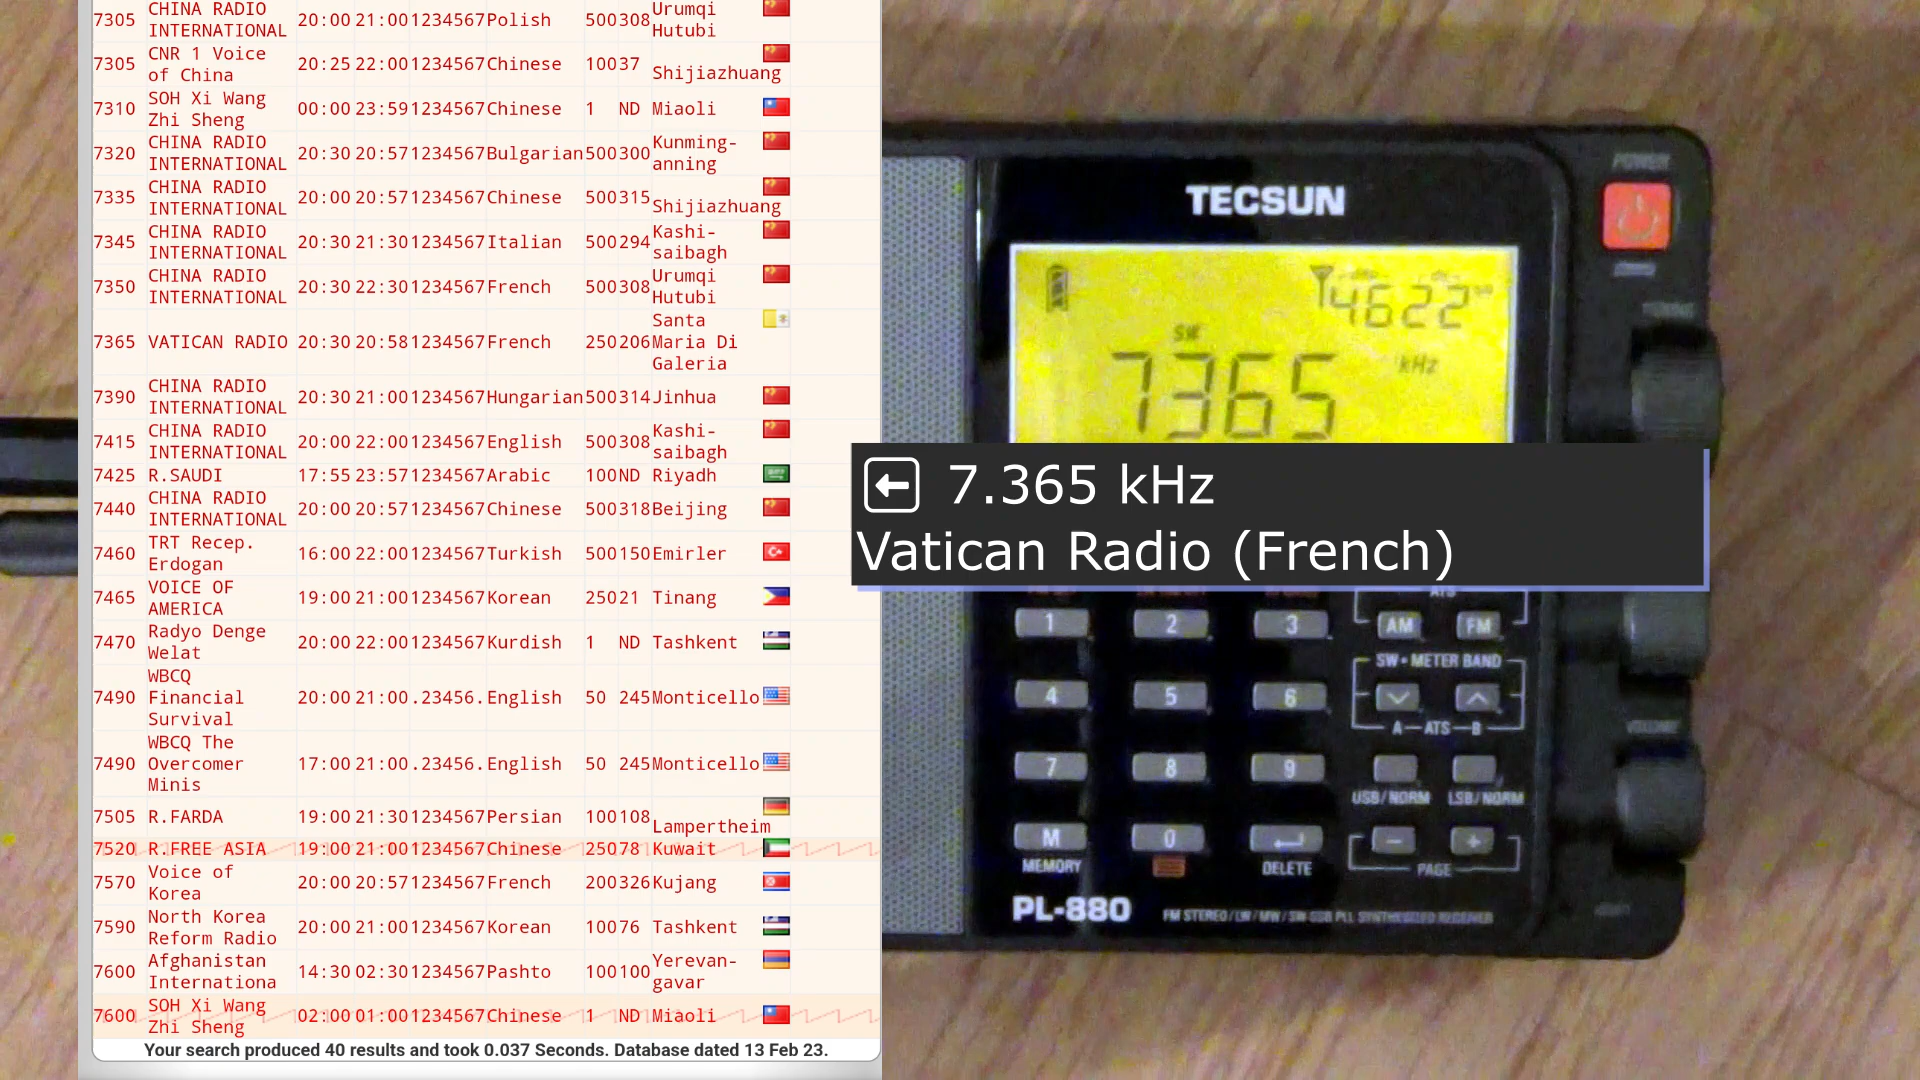 7305 CHINA RADIO INTERNATIONAL 20:00 21:00 1234567 Polish 500 308 Urumqi Hutubi
7305 CNR 1 Voice of China 20:25 22:00 1234567 Chinese 100 37 Shijiazhuang
7310 SOH Xi Wang Zhi Sheng 00:00 23:59 1234567 Chinese 1 ND Miaoli
7320 CHINA RADIO INTERNATIONAL 20:30 20:57 1234567 Bulgarian 500 300 Kunming-anning
7335 CHINA RADIO INTERNATIONAL 20:00 20:57 1234567 Chinese 500 315 Shijiazhuang
7345 CHINA RADIO INTERNATIONAL 20:30 21:30 1234567 Italian 500 294 Kashi-saibagh
7350 CHINA RADIO INTERNATIONAL 20:30 22:30 1234567 French 500 308 Urumqi Hutubi
7365 VATICAN RADIO 20:30 20:58 1234567 French 250 206 Santa Maria Di Galeria
7390 CHINA RADIO INTERNATIONAL 20:30 21:00 1234567 Hungarian 500 314 Jinhua
7415 CHINA RADIO INTERNATIONAL 20:00 22:00 1234567 English 500 308 Kashi-saibagh
7425 R.SAUDI 17:55 23:57 1234567 Arabic 100 ND Riyadh
7440 CHINA RADIO INTERNATIONAL 20:00 20:57 1234567 Chinese 500 318 Beijing
7460 TRT Recep. Erdogan 16:00 22:00 1234567 Turkish 500 150 Emirler
7465 VOICE OF AMERICA 19:00 21:00 1234567 Korean 250 21 Tinang
7470 Radyo Denge Welat 20:00 22:00 1234567 Kurdish 1 ND Tashkent
7490 WBCQ Financial Survival 20:00 21:00 .23456. English 50 245 Monticello
7490 WBCQ The Overcomer Minis 17:00 21:00 .23456. English 50 245 Monticello
7505 R.FARDA 19:00 21:30 1234567 Persian 100 108 Lampertheim
7520 R.FREE ASIA 19:00 21:00 1234567 Chinese 250 78 Kuwait
7570 Voice of Korea 20:00 20:57 1234567 French 200 326 Kujang
7590 North Korea Reform Radio 20:00 21:00 1234567 Korean 100 76 Tashkent
7600 Afghanistan Internationa 14:30 02:30 1234567 Pashto 100 100 Yerevan-gavar
7600 SOH Xi Wang Zhi Sheng 02:00 01:00 1234567 Chinese 1 ND Miaoli
Your search produced 40 results and took 0.037 Seconds. Database dated 13 Feb 23.
POWER
TECSUN
4622
SW
7365 kHz
7.365 kHz
Vatican Radio (French)
ATS
1 2 3 AM FM
SW • METER BAND
4 5 6
A — ATS — B
7 8 9
USB/NORM LSB/NORM
VOLUME
M 0 - +
MEMORY DELETE PAGE
PL-880 FM STEREO/LW/MW/SW-SSB PLL SYNTHESIZED RECEIVER